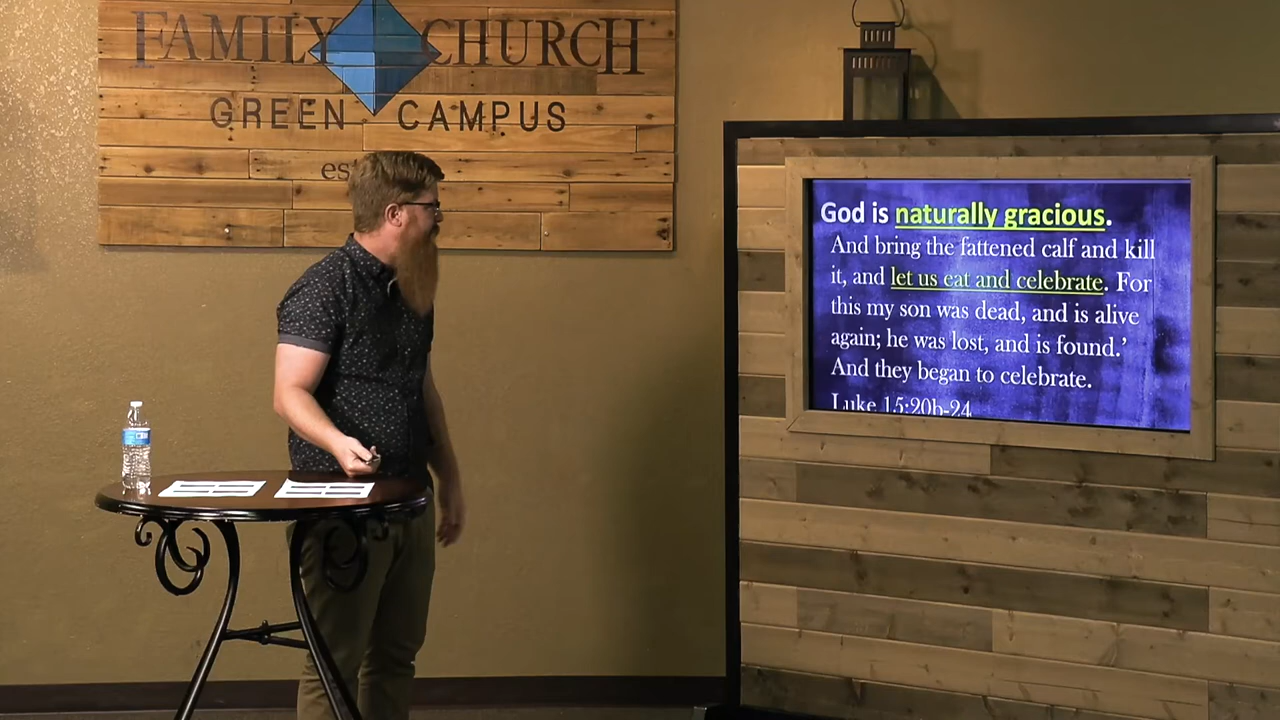 FAMILY CHURCH
GREEN CAMPUS
God is naturally gracious.
And bring the fattened calf and kill
it, and let us eat and celebrate. For
this my son was dead, and is alive
again; he was lost, and is found.’
And they began to celebrate.
Luke 15:20b-24